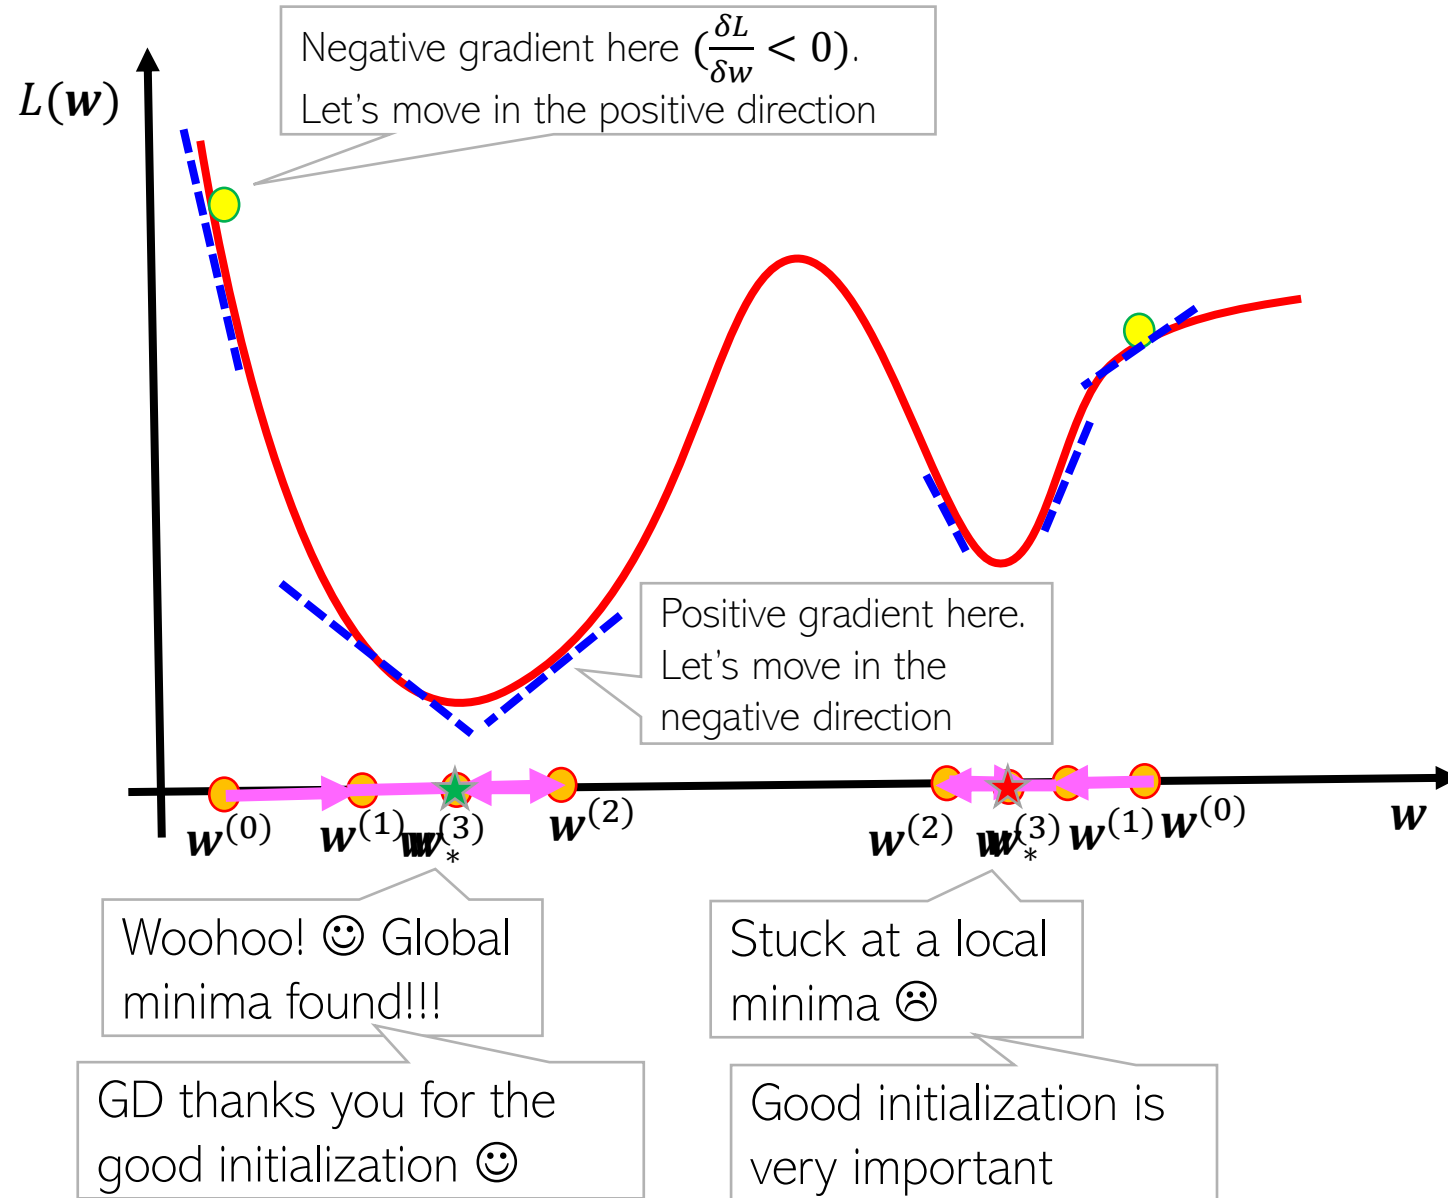 Negative gradient here (δL/δw < 0).
Let's move in the positive direction
L(w)
Positive gradient here.
Let's move in the
negative direction
w⁽⁰⁾ w⁽¹⁾ w⁽³⁾ w* w⁽²⁾ w⁽²⁾ w⁽³⁾ w* w⁽¹⁾ w⁽⁰⁾ w
Woohoo! ☺ Global
minima found!!!
Stuck at a local
minima ☹
GD thanks you for the
good initialization ☺
Good initialization is
very important